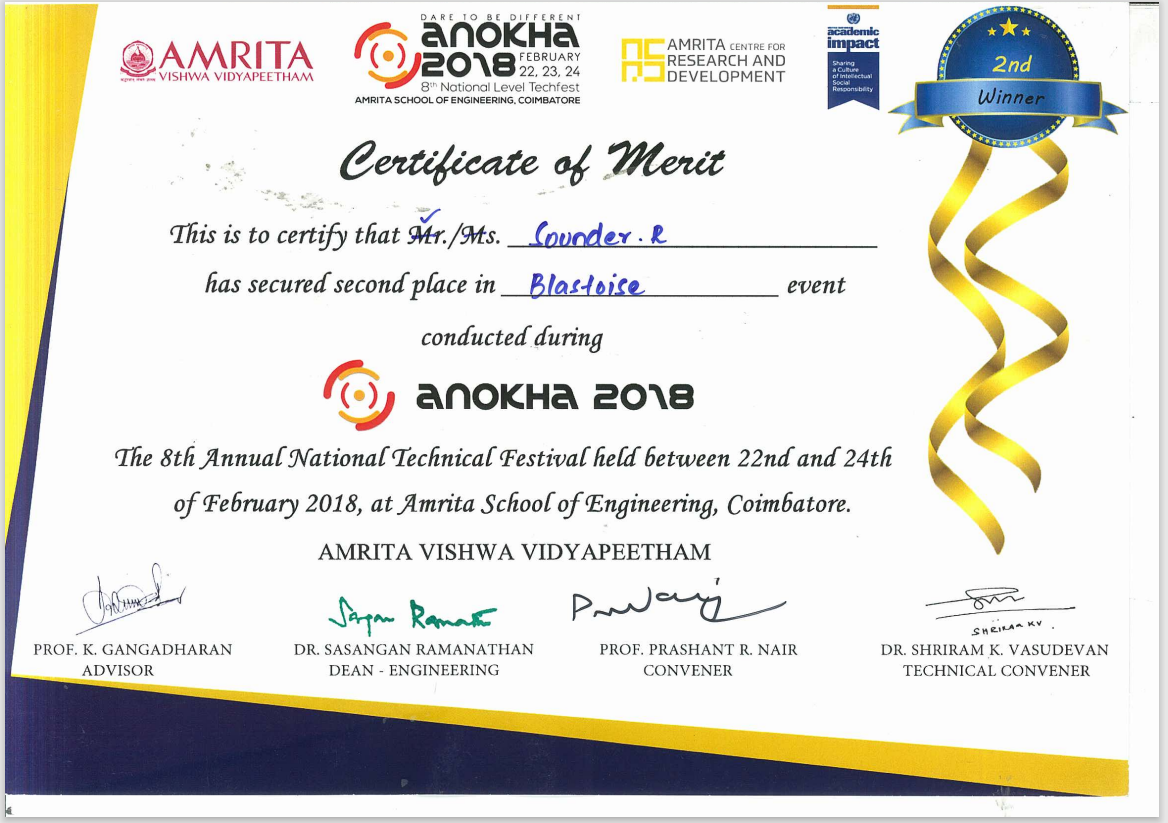 AMRITA
VISHWA VIDYAPEETHAM
DARE TO BE DIFFERENT
ANOKHA
2018 FEBRUARY 22, 23, 24
8th National Level Techfest
AMRITA SCHOOL OF ENGINEERING, COIMBATORE
AMRITA CENTRE FOR
RESEARCH AND
DEVELOPMENT
academic
impact
Sharing
a Culture
of Intellectual
Social
Responsibility
2nd
Winner
Certificate of Merit
This is to certify that Mr./Ms. Sounder.R
has secured second place in Blastoise event
conducted during
ANOKHA 2018
The 8th Annual National Technical Festival held between 22nd and 24th
of February 2018, at Amrita School of Engineering, Coimbatore.
AMRITA VISHWA VIDYAPEETHAM
SHRIRAM KV.
PROF. K. GANGADHARAN
ADVISOR
DR. SASANGAN RAMANATHAN
DEAN - ENGINEERING
PROF. PRASHANT R. NAIR
CONVENER
DR. SHRIRAM K. VASUDEVAN
TECHNICAL CONVENER